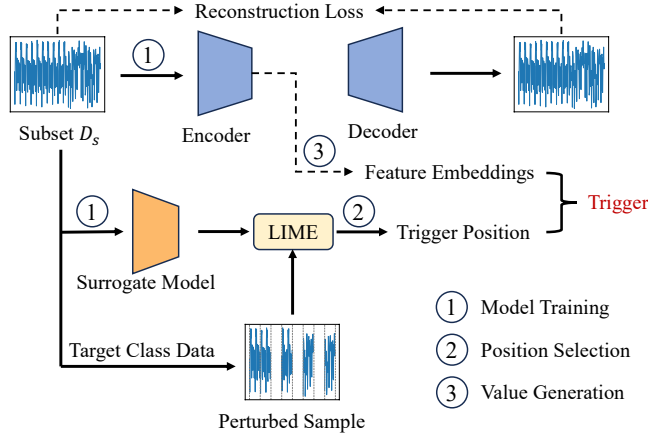 Reconstruction Loss
1
Subset D_s
Encoder
Decoder
3
Feature Embeddings
Trigger
1
2
LIME
Trigger Position
Surrogate Model
1 Model Training
Target Class Data
2 Position Selection
3 Value Generation
Perturbed Sample